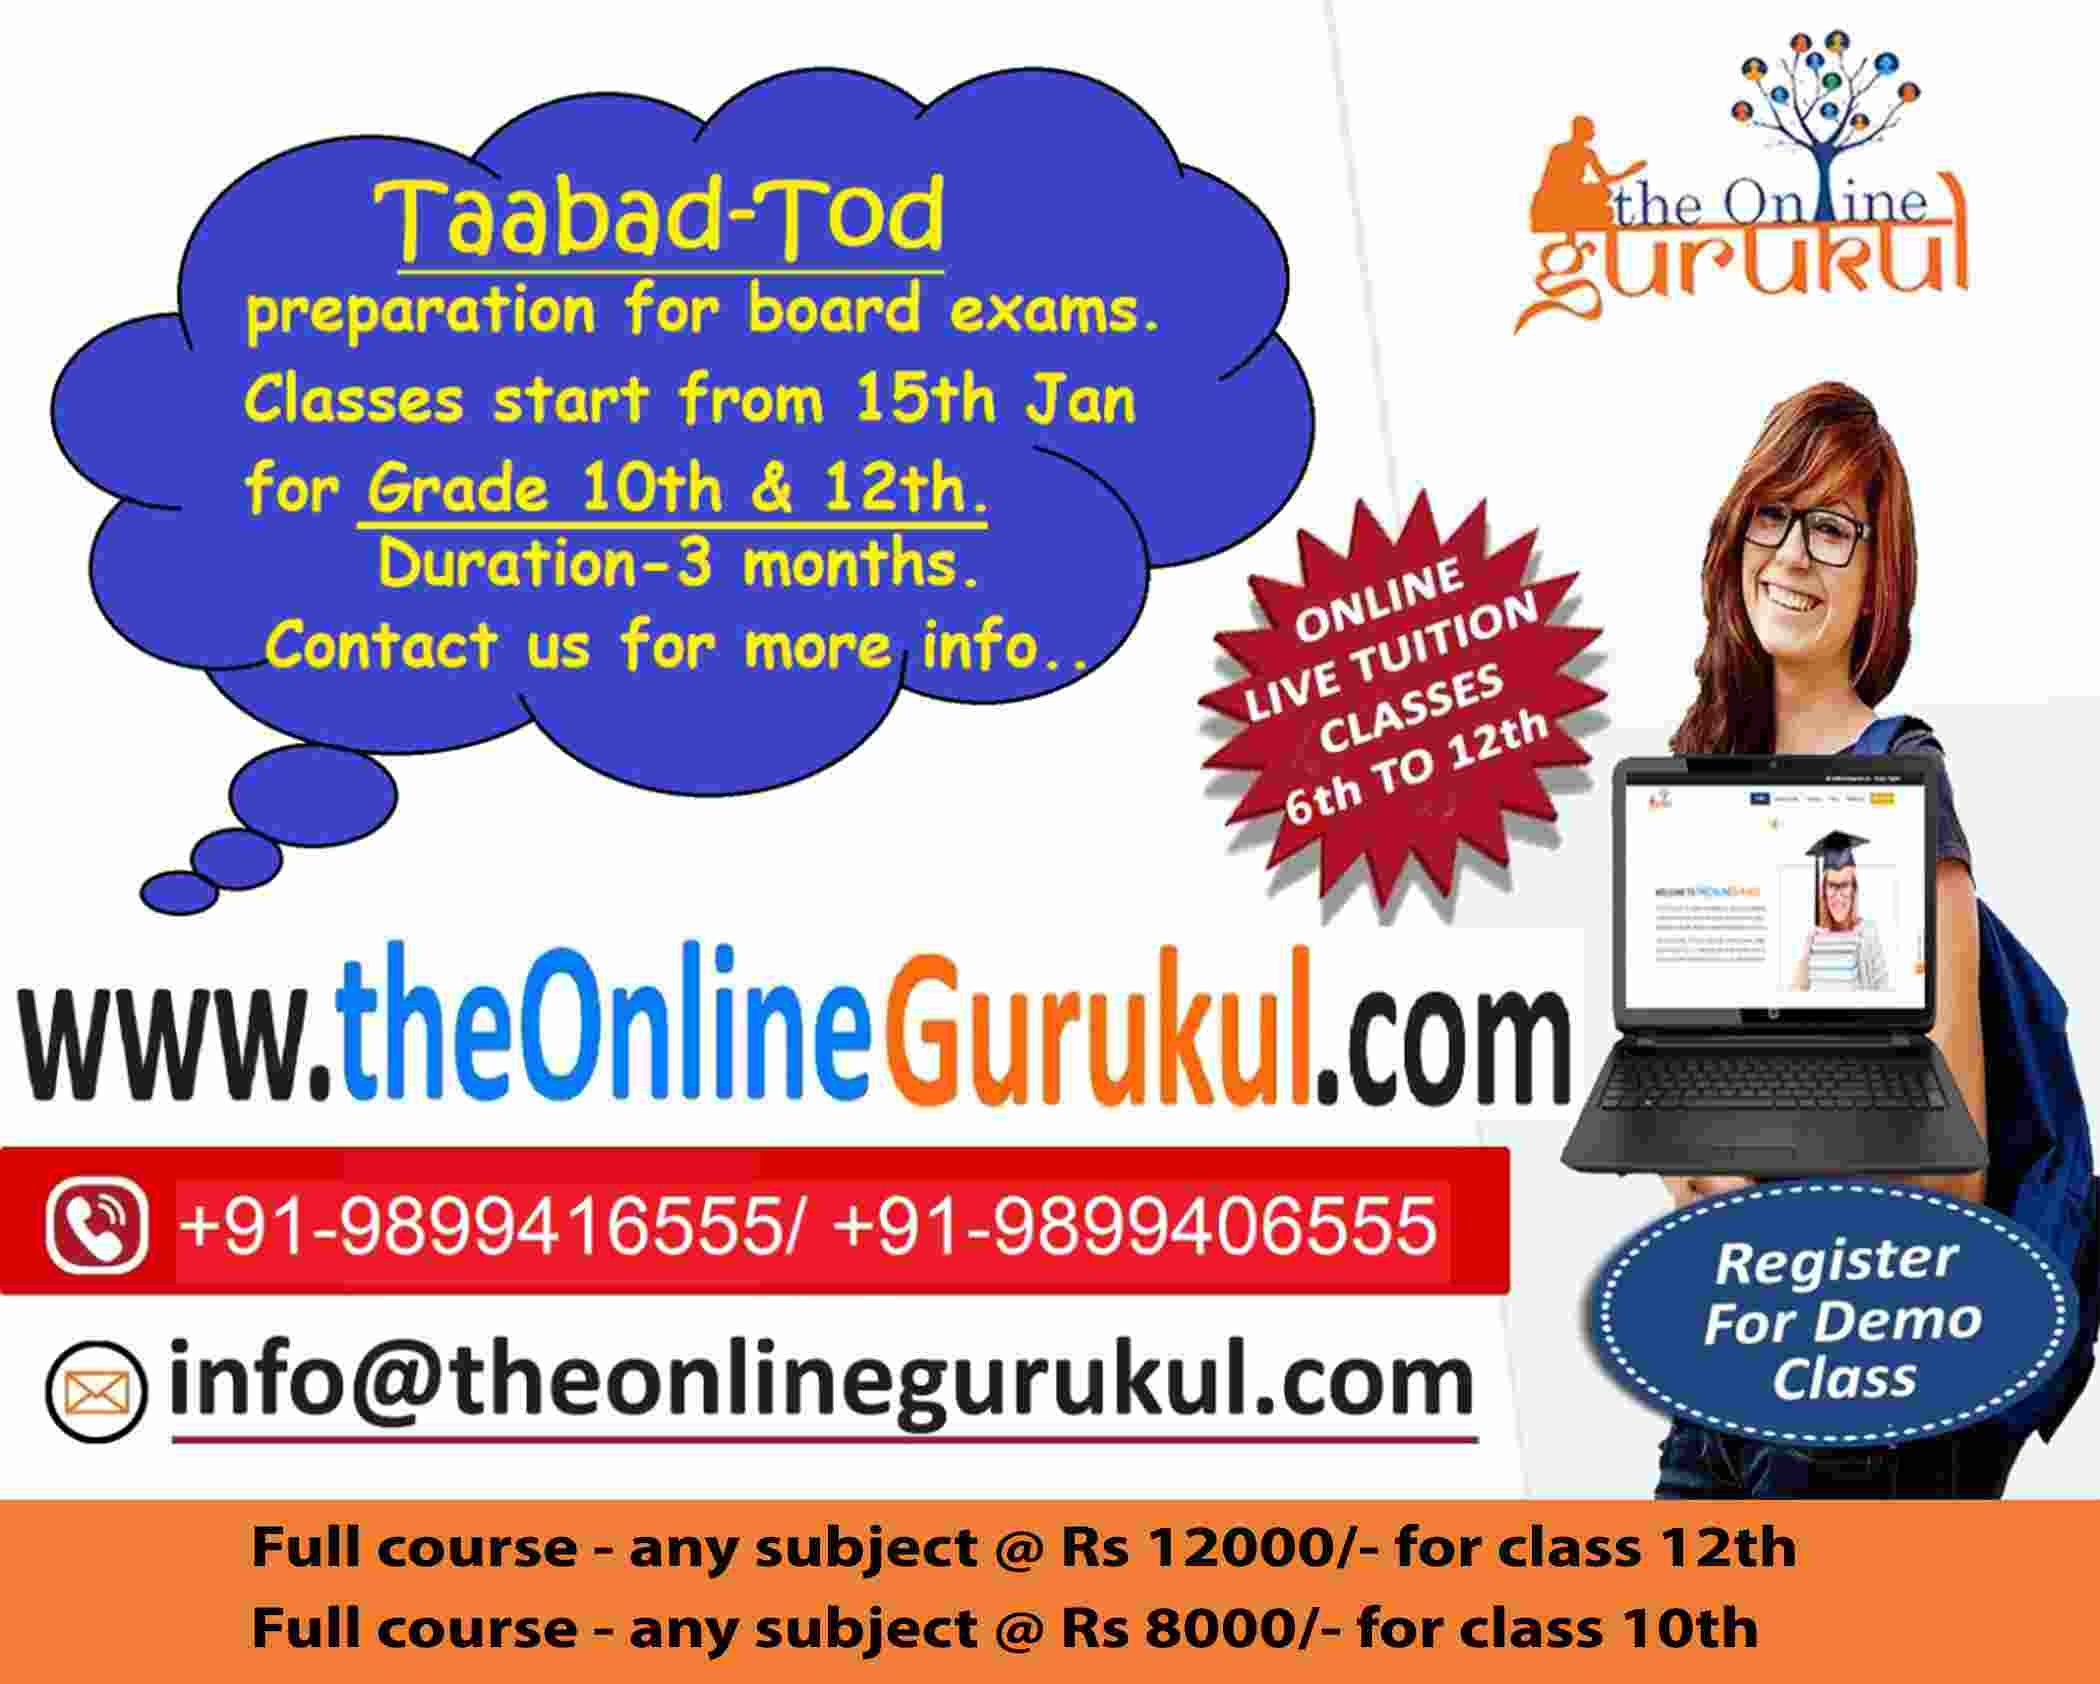 the Online
gurukul
Taabad-Tod
preparation for board exams.
Classes start from 15th Jan
for Grade 10th & 12th.
Duration-3 months.
Contact us for more info..
ONLINE
LIVE TUITION
CLASSES
6th TO 12th
www.theOnlineGurukul.com
+91-9899416555/ +91-9899406555
info@theonlinegurukul.com
Register
For Demo
Class
Full course - any subject @ Rs 12000/- for class 12th
Full course - any subject @ Rs 8000/- for class 10th